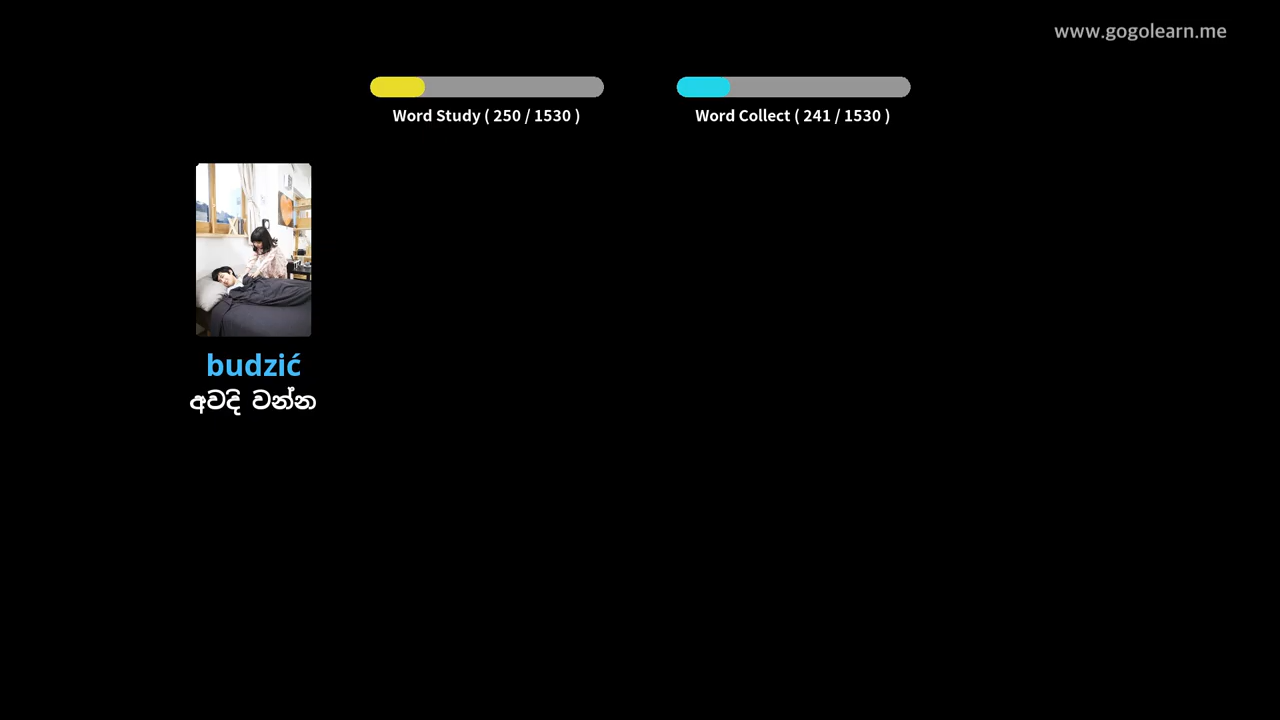 www.gogolearn.me
Word Study ( 250 / 1530 )
Word Collect ( 241 / 1530 )
budzić
අවදි වන්න